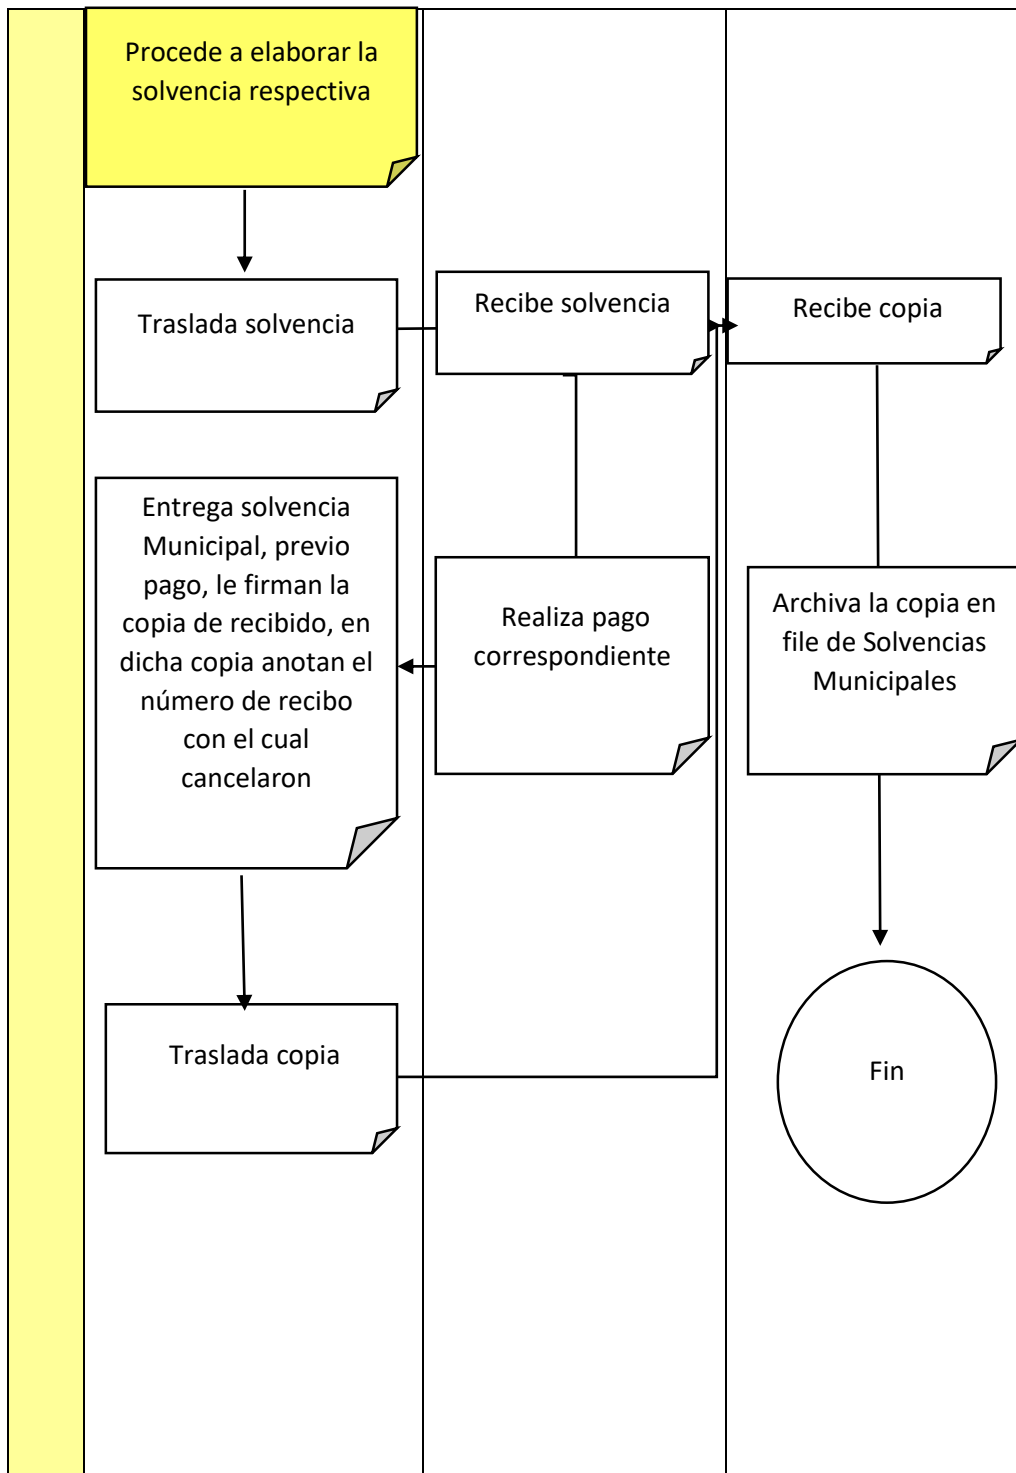 Procede a elaborar la
solvencia respectiva
Traslada solvencia
Recibe solvencia
Recibe copia
Entrega solvencia
Municipal, previo
pago, le firman la
copia de recibido, en
dicha copia anotan el
número de recibo
con el cual
cancelaron
Realiza pago
correspondiente
Archiva la copia en
file de Solvencias
Municipales
Traslada copia
Fin